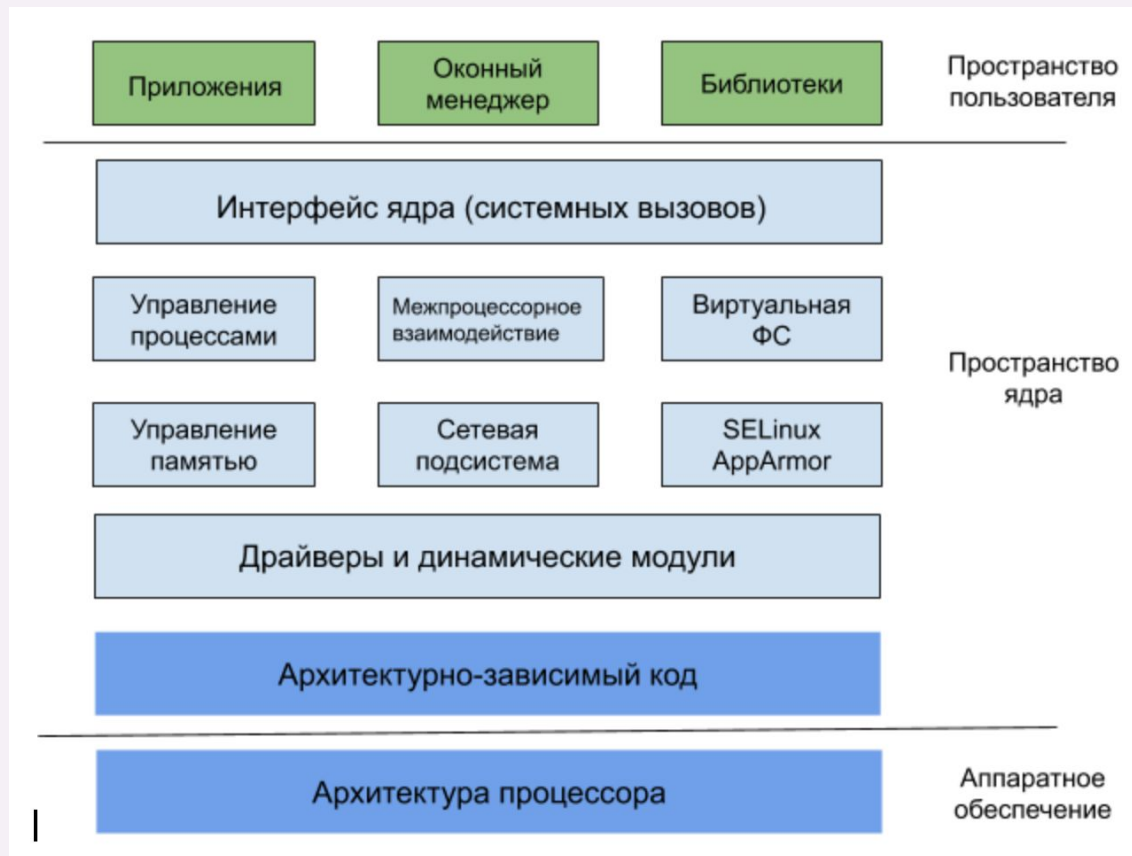 Приложения
Оконный
менеджер
Библиотеки
Пространство
пользователя
Интерфейс ядра (системных вызовов)
Управление
процессами
Межпроцессорное
взаимодействие
Виртуальная
ФС
Пространство
ядра
Управление
памятью
Сетевая
подсистема
SELinux
AppArmor
Драйверы и динамические модули
Архитектурно-зависимый код
Архитектура процессора
Аппаратное
обеспечение